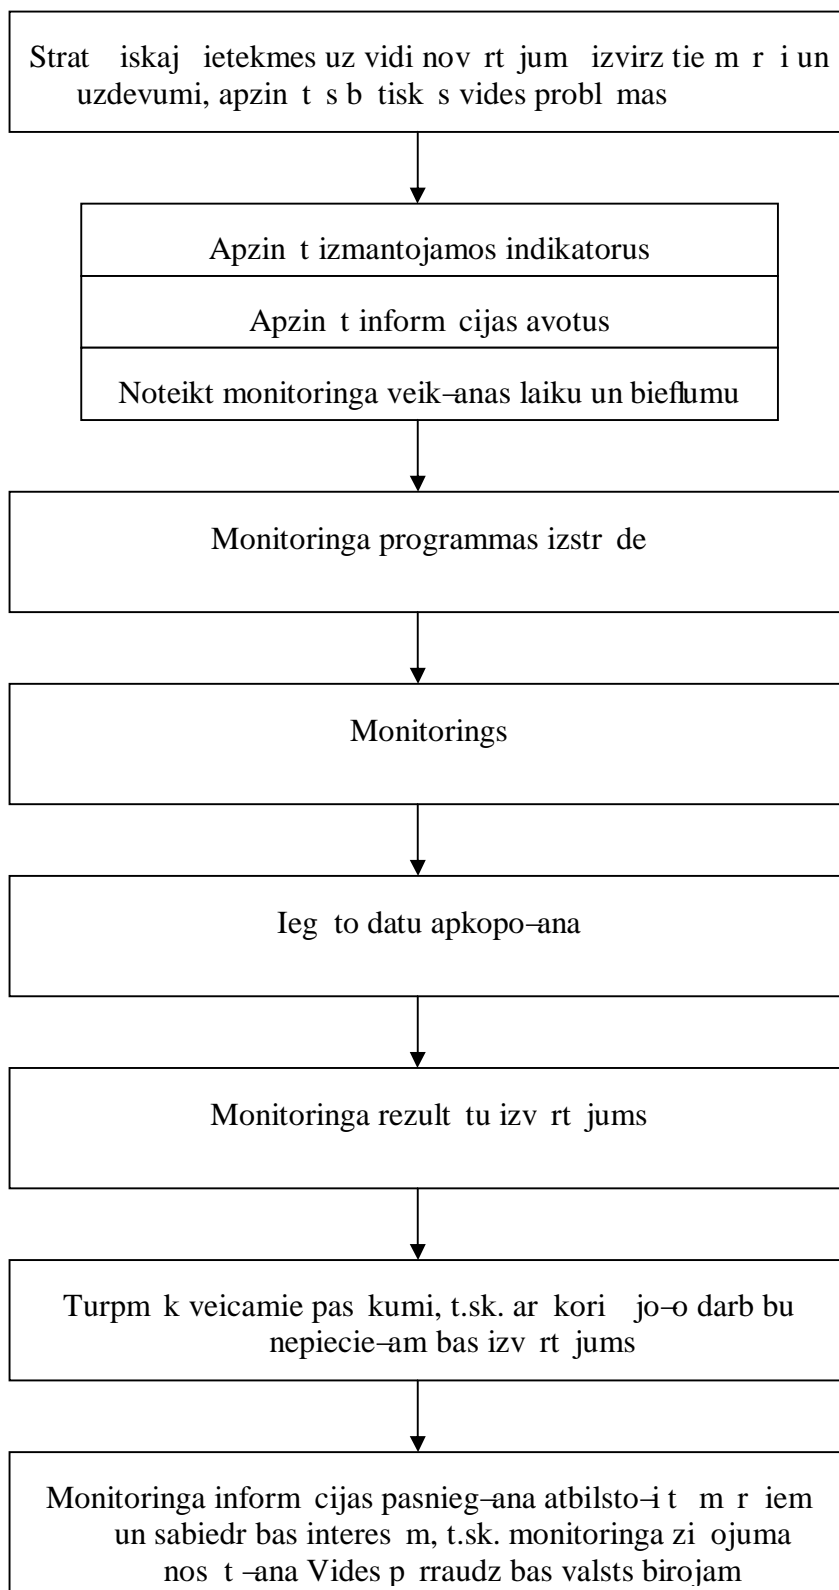 Strat  iskaj  ietekmes uz vidi nov rt jum  izvirz tie m r i un
uzdevumi, apzin t s b tisk s vides probl mas
Apzin t izmantojamos indikatorus
Apzin t inform cijas avotus
Noteikt monitoringa veik–anas laiku un bieflumu
Monitoringa programmas izstr de
Monitorings
Ieg to datu apkopo–ana
Monitoringa rezult tu izv rt jums
Turpm k veicamie pas kumi, t.sk. ar kori  jo–o darb bu
nepiecie–am bas izv rt jums
Monitoringa inform cijas pasnieg–ana atbilsto–i t  m r iem
un sabiedr bas interes m, t.sk. monitoringa zi ojuma
nos t –ana Vides p rraudz bas valsts birojam